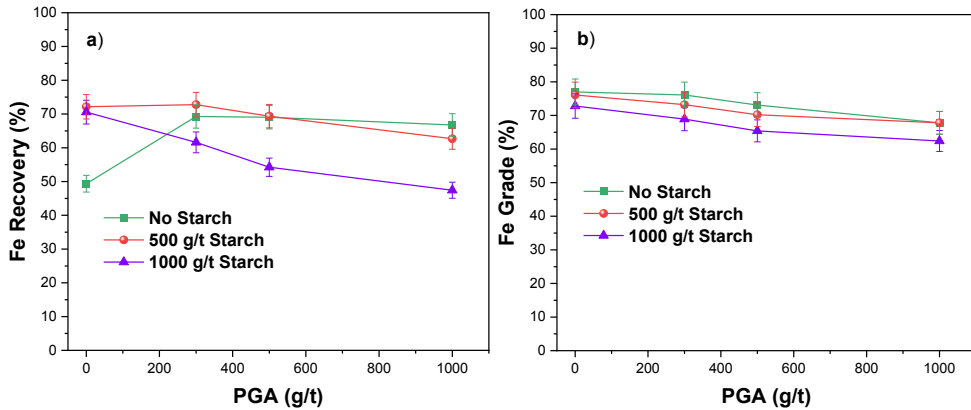 a)
Fe Recovery (%)
100
90
80
70
60
50
40
30
20
10
0
No Starch
500 g/t Starch
1000 g/t Starch
0 200 400 600 800 1000
PGA (g/t)
b)
Fe Grade (%)
100
90
80
70
60
50
40
30
20
10
0
No Starch
500 g/t Starch
1000 g/t Starch
0 200 400 600 800 1000
PGA (g/t)